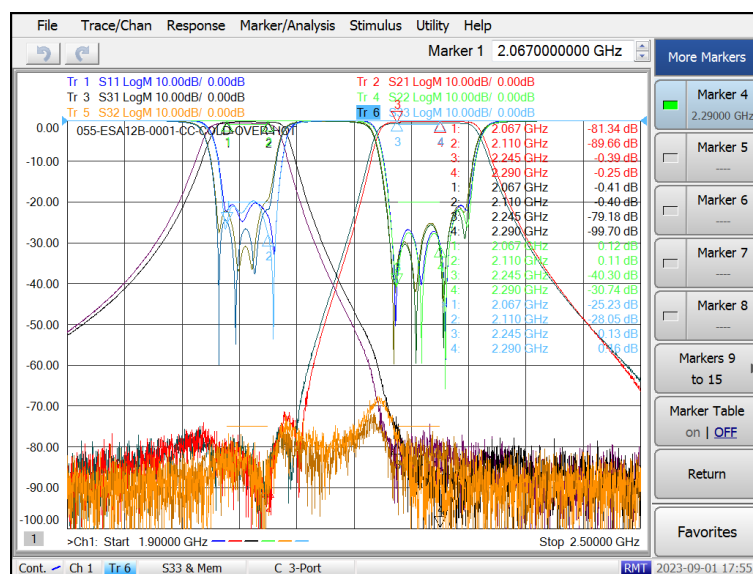 File Trace/Chan Response Marker/Analysis Stimulus Utility Help
Marker 1 2.0670000000 GHz
Tr 1 S11 LogM 10.00dB/ 0.00dB Tr 2 S21 LogM 10.00dB/ 0.00dB
Tr 3 S31 LogM 10.00dB/ 0.00dB Tr 4 S22 LogM 10.00dB/ 0.00dB
Tr 5 S32 LogM 10.00dB/ 0.00dB Tr 6 LogM 10.00dB/ 0.00dB
3
055-ESA12B-0001-CC-COLD-OVER-HOT
0.00
-10.00
-20.00
-30.00
-40.00
-50.00
-60.00
-70.00
-80.00
-90.00
-100.00
1 2 3 4
2
1: 2.067 GHz -81.34 dB
2: 2.110 GHz -89.66 dB
3: 2.245 GHz -0.39 dB
4: 2.290 GHz -0.25 dB
1: 2.067 GHz -0.41 dB
2: 2.110 GHz -0.40 dB
3: 2.245 GHz -79.18 dB
4: 2.290 GHz -99.70 dB
1: 2.067 GHz 0.12 dB
2: 2.110 GHz 0.11 dB
3: 2.245 GHz -40.30 dB
4: 2.290 GHz -30.74 dB
1: 2.067 GHz -25.23 dB
2: 2.110 GHz -28.05 dB
3: 2.245 GHz 0.13 dB
4: 2.290 GHz 0.16 dB
1 >Ch1: Start 1.90000 GHz Stop 2.50000 GHz
Cont. Ch 1 Tr 6 S33 & Mem C 3-Port RMT 2023-09-01 17:55
More Markers
Marker 4
2.29000 GHz
Marker 5
----
Marker 6
----
Marker 7
----
Marker 8
----
Markers 9
to 15
Marker Table
on | OFF
Return
Favorites